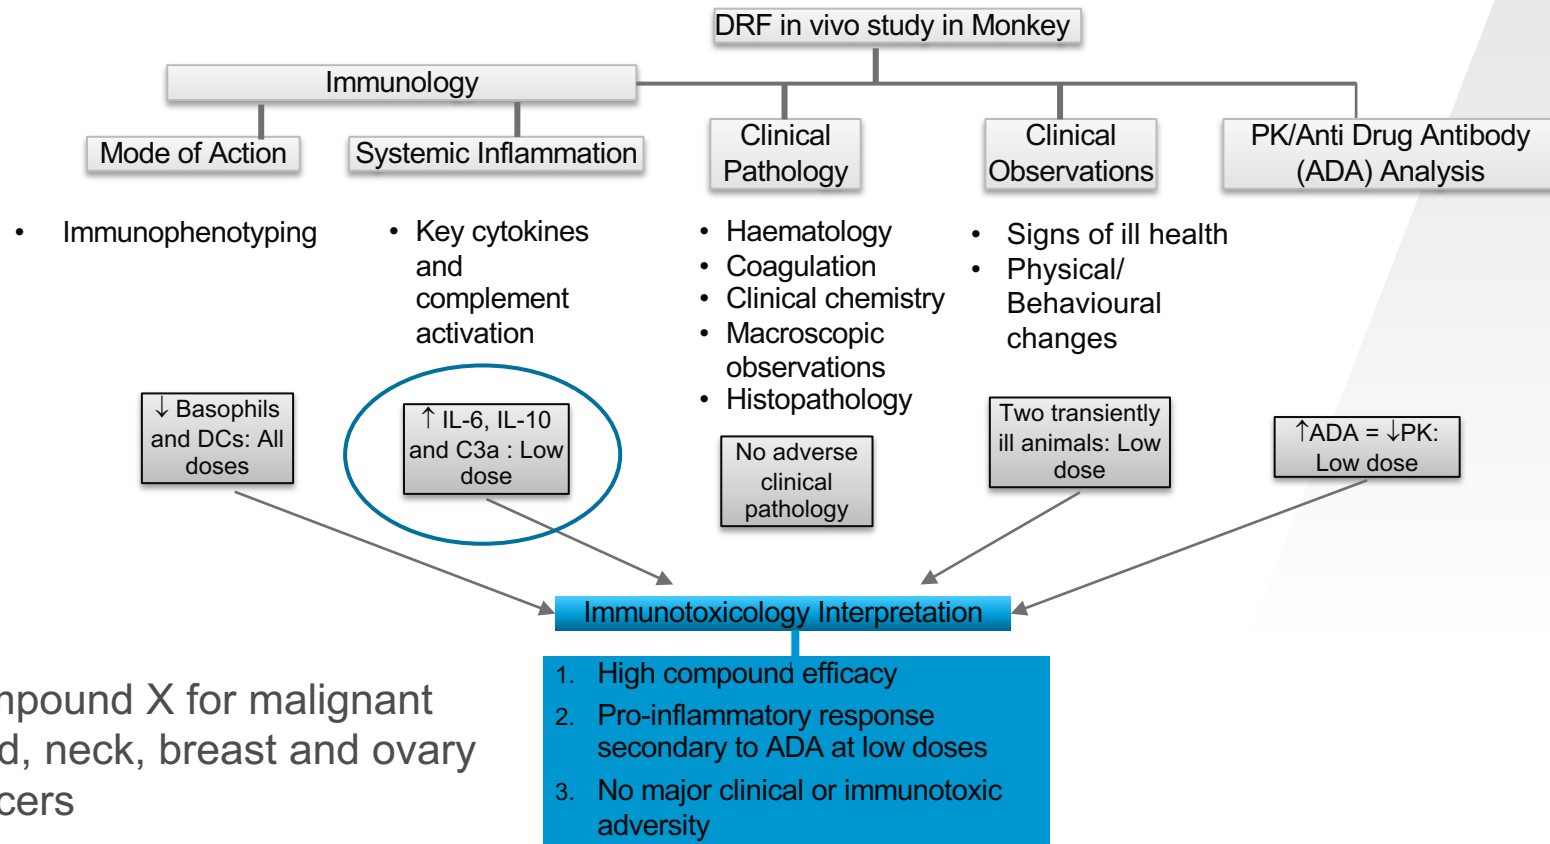 DRF in vivo study in Monkey
Immunology
Mode of Action
Systemic Inflammation
Clinical
Pathology
Clinical
Observations
PK/Anti Drug Antibody
(ADA) Analysis
• Immunophenotyping
• Key cytokines
and
complement
activation
• Haematology
• Coagulation
• Clinical chemistry
• Macroscopic
observations
• Histopathology
• Signs of ill health
• Physical/
Behavioural
changes
↓ Basophils
and DCs: All
doses
↑ IL-6, IL-10
and C3a : Low
dose
No adverse
clinical
pathology
Two transiently
ill animals: Low
dose
↑ADA = ↓PK:
Low dose
Immunotoxicology Interpretation
1. High compound efficacy
2. Pro-inflammatory response
secondary to ADA at low doses
3. No major clinical or immunotoxic
adversity
mpound X for malignant
d, neck, breast and ovary
cers